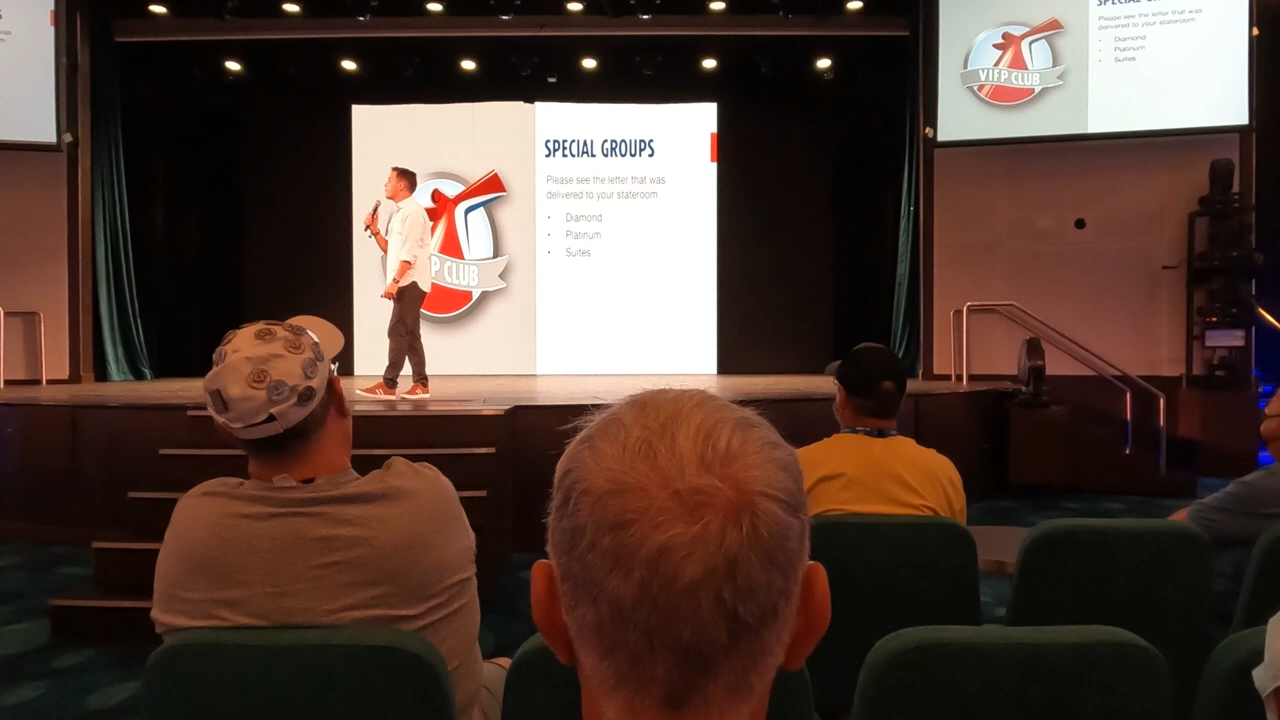 P CLUB
SPECIAL GROUPS
Please see the letter that was
delivered to your stateroom
• Diamond
• Platinum
• Suites
VIFP CLUB
Please see the letter that was
delivered to your stateroom
• Diamond
• Platinum
• Suites